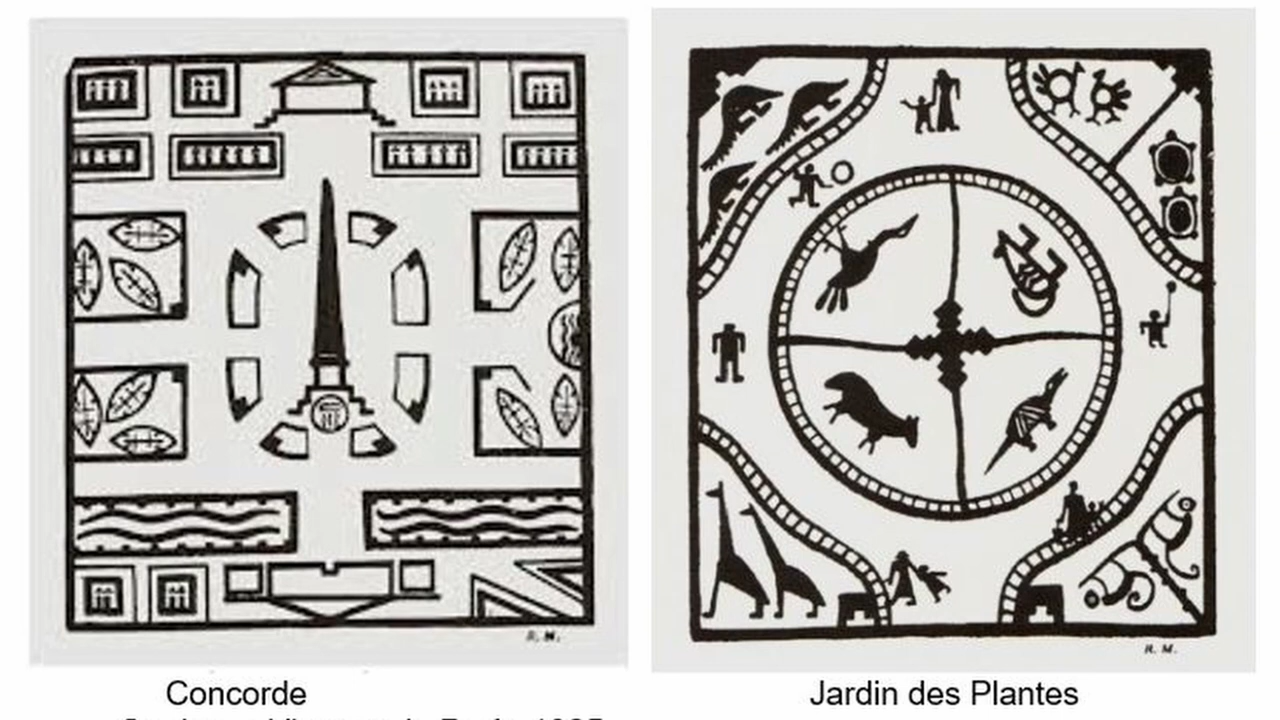 R. M.
R. M.
Concorde
Jardin des Plantes